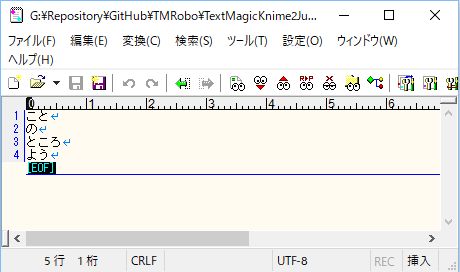 G:¥Repository¥GitHub¥TMRobo¥TextMagicKnime2Ju...
ファイル(F) 編集(E) 変換(C) 検索(S) ツール(T) 設定(O) ウィンドウ(W)
ヘルプ(H)
0 1 2 3 4 5 6
1 こと↵
2 の↵
3 ところ↵
4 よう↵
[EOF]
5 行 1 桁 CRLF UTF-8 REC 挿入